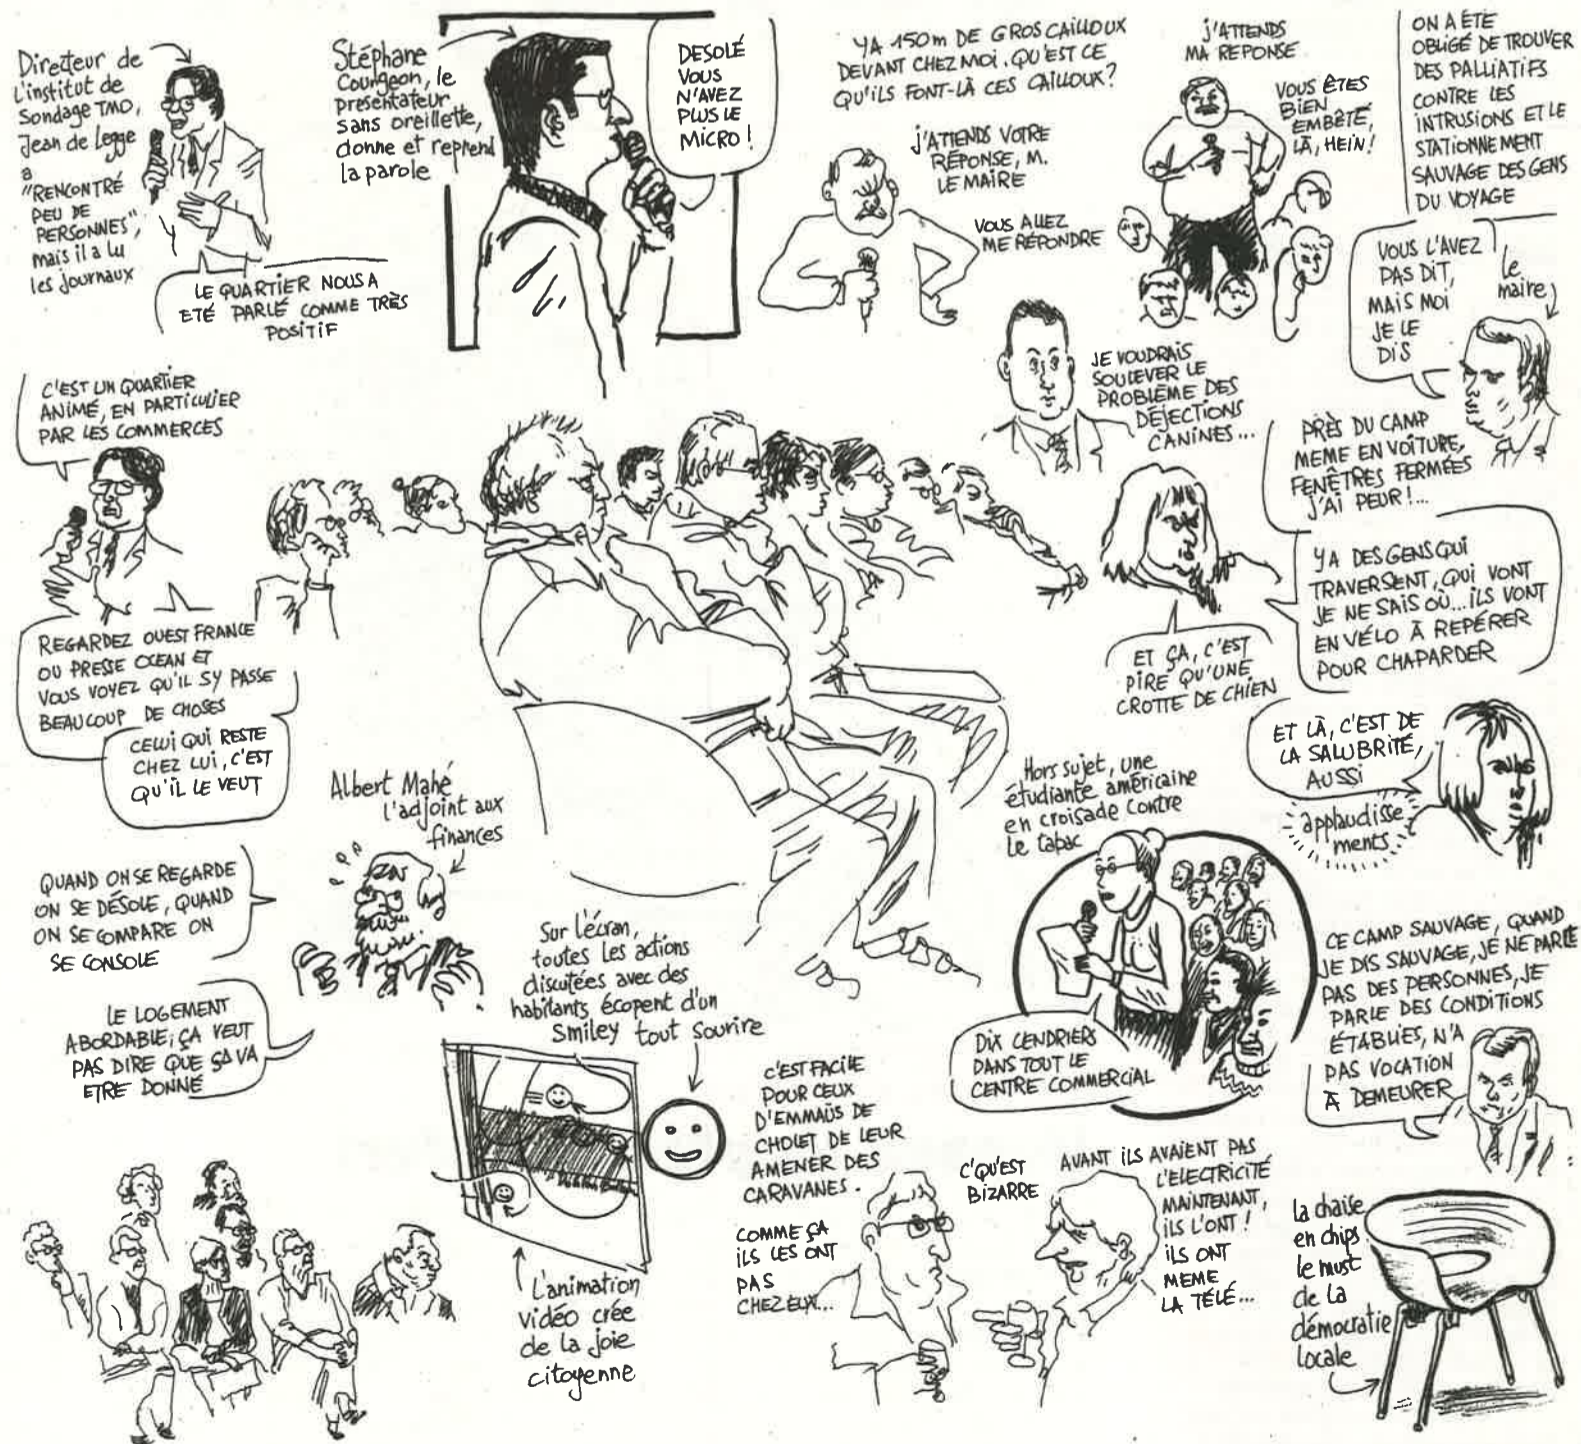 Directeur de
l'institut de
Sondage TMO,
Jean de Legge
a
"RENCONTRÉ
PEU DE
PERSONNES",
mais il a lu
les journaux
LE QUARTIER NOUS A
ETÉ PARLÉ COMME TRÈS
POSITIF
Stéphane
Courgeon, le
présentateur
sans oreillette,
donne et reprend
la parole
DESOLÉ
VOUS
N'AVEZ
PLUS LE
MICRO !
YA 150m DE GROS CAILLOUX
DEVANT CHEZ MOI. QU'EST CE
QU'ILS FONT-LÀ CES CAILLOUX?
J'ATTENDS VOTRE
RÉPONSE, M.
LE MAIRE
VOUS ALLEZ
ME RÉPONDRE
J'ATTENDS
MA REPONSE
VOUS ÊTES
BIEN
EMBÊTÉ,
LÀ, HEIN!
ON A ÉTÉ
OBLIGÉ DE TROUVER
DES PALLIATIFS
CONTRE LES
INTRUSIONS ET LE
STATIONNEMENT
SAUVAGE DES GENS
DU VOYAGE
VOUS L'AVEZ
PAS DIT,
MAIS MOI
JE LE
DIS
le
maire
C'EST UN QUARTIER
ANIMÉ, EN PARTICULIER
PAR LES COMMERCES
REGARDEZ OUEST FRANCE
OU PRESSE OCEAN ET
VOUS VOYEZ QU'IL SY PASSE
BEAUCOUP DE CHOSES
CELUI QUI RESTE
CHEZ LUI, C'EST
QU'IL LE VEUT
JE VOUDRAIS
SOULEVER LE
PROBLÈME DES
DÉJECTIONS
CANINES...
PRÈS DU CAMP
MEME EN VOITURE,
FENÊTRES FERMÉES
J'AI PEUR !...
YA DES GENS QUI
TRAVERSENT, QUI VONT
JE NE SAIS OÙ... ILS VONT
EN VÉLO À REPÉRER
POUR CHAPARDER
ET ÇA, C'EST
PIRE QU'UNE
CROTTE DE CHIEN
ET LÀ, C'EST DE
LA SALUBRITÉ,
AUSSI
applaudisse
ments
Albert Mahé
l'adjoint aux
finances
QUAND ON SE REGARDE
ON SE DÉSOLE, QUAND
ON SE COMPARE ON
SE CONSOLE
LE LOGEMENT
ABORDABLE, ÇA VEUT
PAS DIRE QUE ÇA VA
ETRE DONNÉ
Sur l'écran,
toutes les actions
discutées avec des
habitants écopent d'un
Smiley tout sourire
L'animation
vidéo crée
de la joie
citoyenne
Hors sujet, une
étudiante américaine
en croisade contre
le tabac
DIX CENDRIERS
DANS TOUT LE
CENTRE COMMERCIAL
CE CAMP SAUVAGE, QUAND
JE DIS SAUVAGE, JE NE PARLE
PAS DES PERSONNES, JE
PARLE DES CONDITIONS
ÉTABLIES, N'A
PAS VOCATION
À DEMEURER
C'EST FACILE
POUR CEUX
D'EMMAÜS DE
CHOLET DE LEUR
AMENER DES
CARAVANES.
COMME ÇA
ILS LES ONT
PAS
CHEZ EUX...
C'QU'EST
BIZARRE
AVANT ILS AVAIENT PAS
L'ELECTRICITÉ
MAINTENANT,
ILS L'ONT !
ILS ONT
MEME
LA TÉLÉ...
la chaise
en chips
le must
de la
démocratie
locale